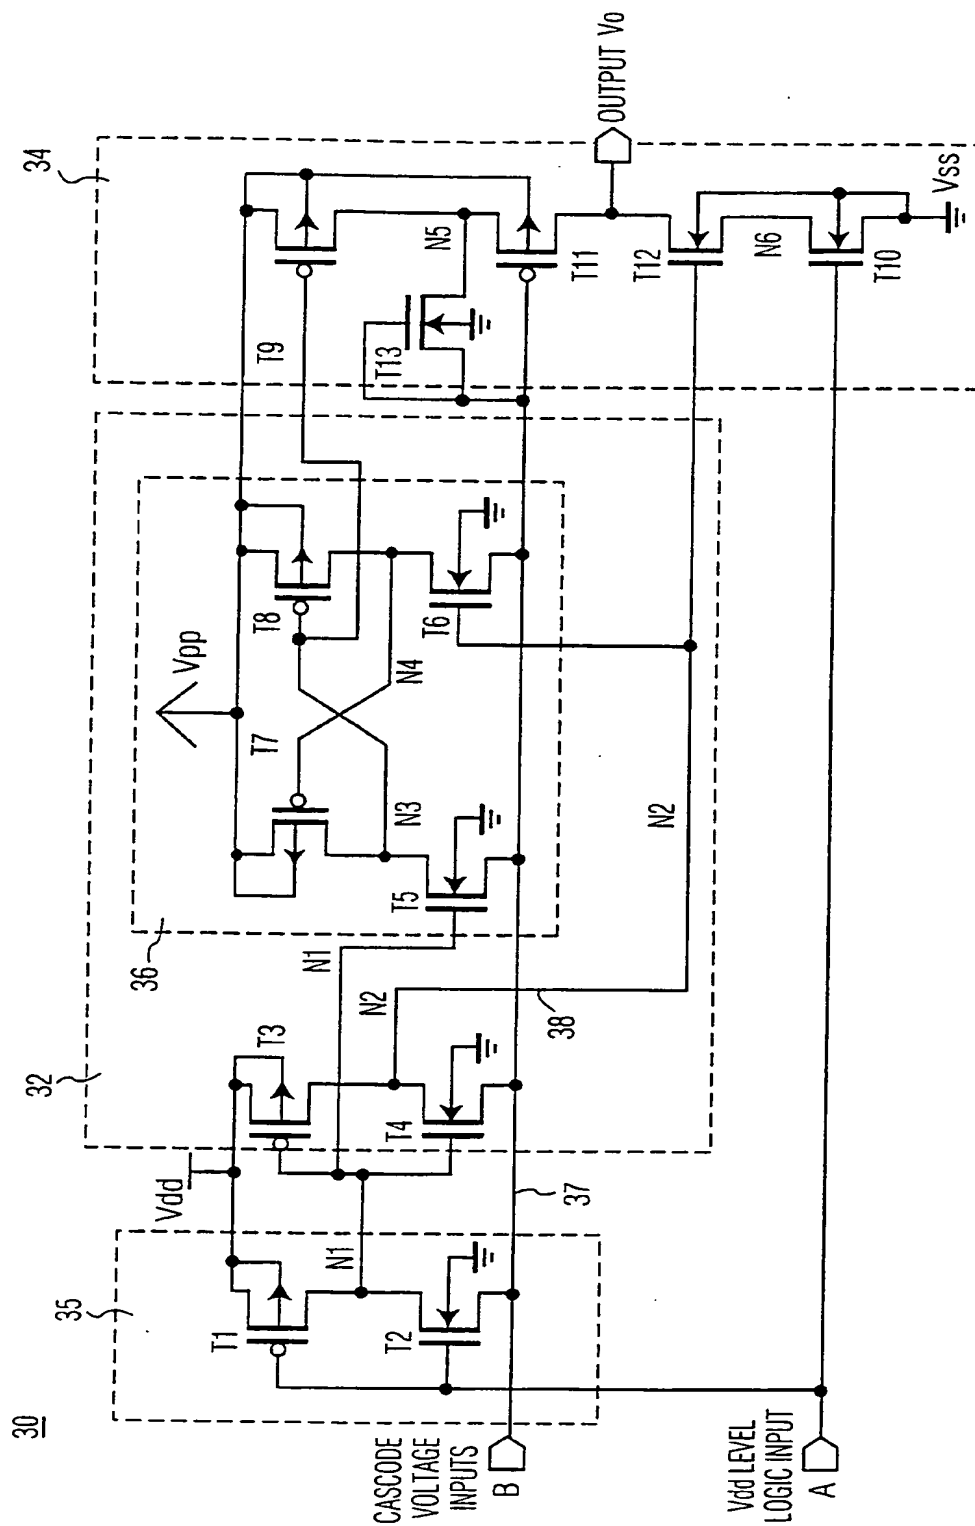 30
35
32
36
34
Vdd
Vpp
T1
T2
N1
T3
T4
N2
N1
T5
N3
T7
T8
N4
T6
T9
T13
N5
T11
OUTPUT Vo
T12
N6
T10
Vss
37
38
N2
CASCODE
VOLTAGE
INPUTS
B
Vdd LEVEL
LOGIC INPUT
A